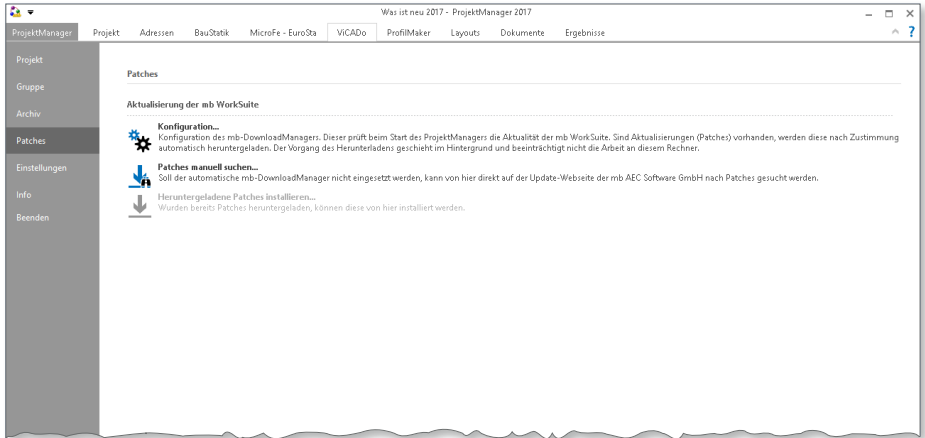 Was ist neu 2017 - ProjektManager 2017
ProjektManager Projekt Adressen BauStatik MicroFe - EuroSta ViCADo ProfilMaker Layouts Dokumente Ergebnisse ?
Projekt
Gruppe
Archiv
Patches
Einstellungen
Info
Beenden
Patches
Aktualisierung der mb WorkSuite
Konfiguration...
Konfiguration des mb-DownloadManagers. Dieser prüft beim Start des ProjektManagers die Aktualität der mb WorkSuite. Sind Aktualisierungen (Patches) vorhanden, werden diese nach Zustimmung
automatisch heruntergeladen. Der Vorgang des Herunterladens geschieht im Hintergrund und beeinträchtigt nicht die Arbeit an diesem Rechner.
Patches manuell suchen...
Soll der automatische mb-DownloadManager nicht eingesetzt werden, kann von hier direkt auf der Update-Webseite der mb AEC Software GmbH nach Patches gesucht werden.
Heruntergeladene Patches installieren...
Wurden bereits Patches heruntergeladen, können diese von hier installiert werden.